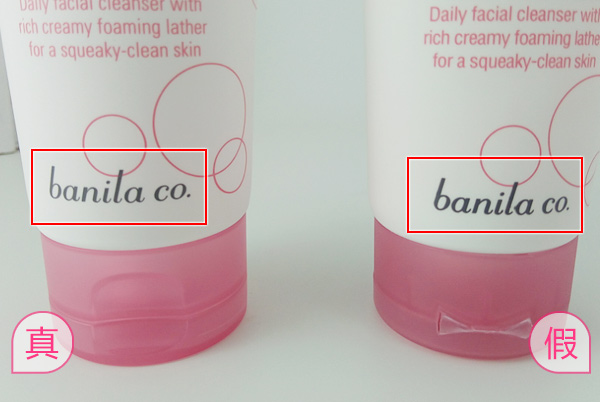 Daily facial cleanser with
rich creamy foaming lather
for a squeaky-clean skin
banila co.
真
Daily facial cleanser with
rich creamy foaming lather
for a squeaky-clean skin
banila co.
假